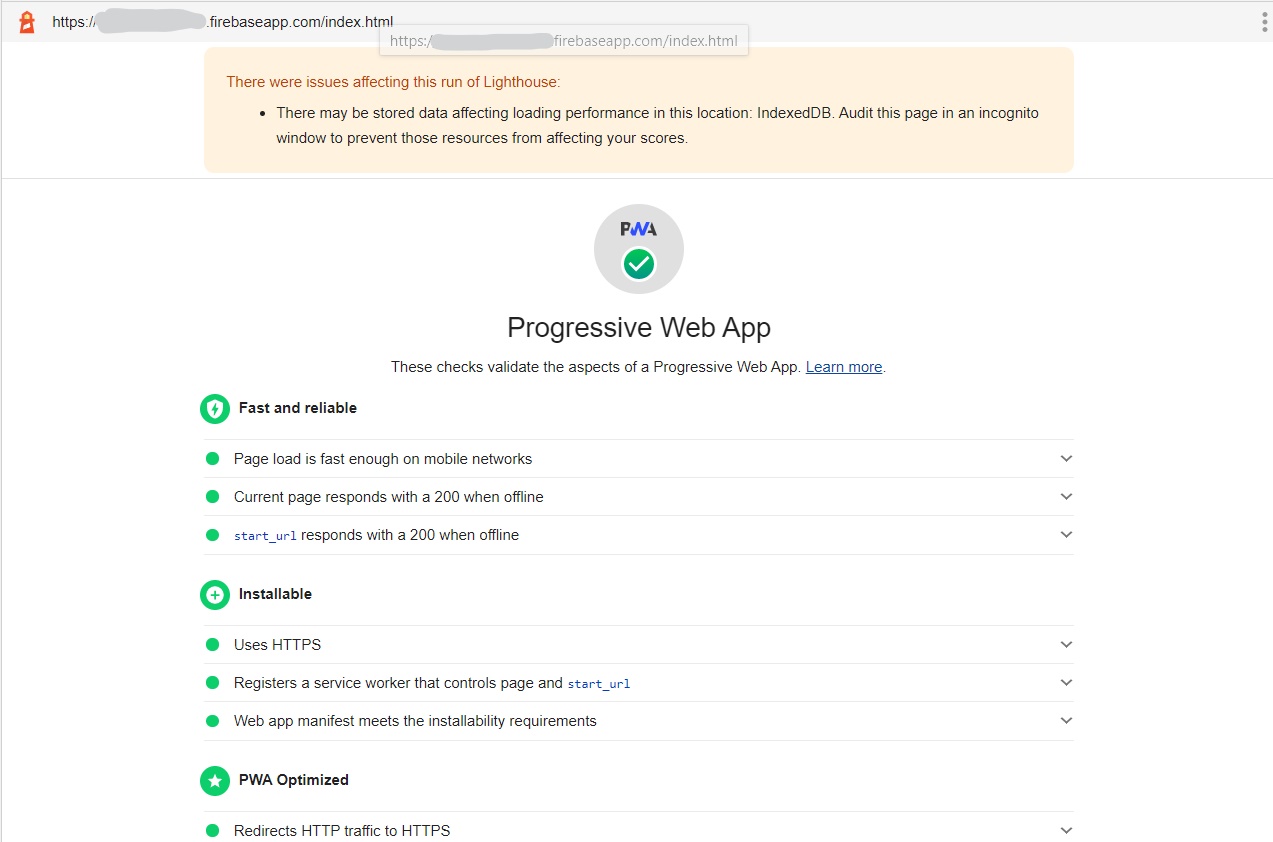 https:/ .firebaseapp.com/index.html
https:/ firebaseapp.com/index.html
There were issues affecting this run of Lighthouse:
• There may be stored data affecting loading performance in this location: IndexedDB. Audit this page in an incognito
window to prevent those resources from affecting your scores.
PWA
Progressive Web App
These checks validate the aspects of a Progressive Web App. Learn more.
Fast and reliable
Page load is fast enough on mobile networks
Current page responds with a 200 when offline
start_url responds with a 200 when offline
Installable
Uses HTTPS
Registers a service worker that controls page and start_url
Web app manifest meets the installability requirements
PWA Optimized
Redirects HTTP traffic to HTTPS